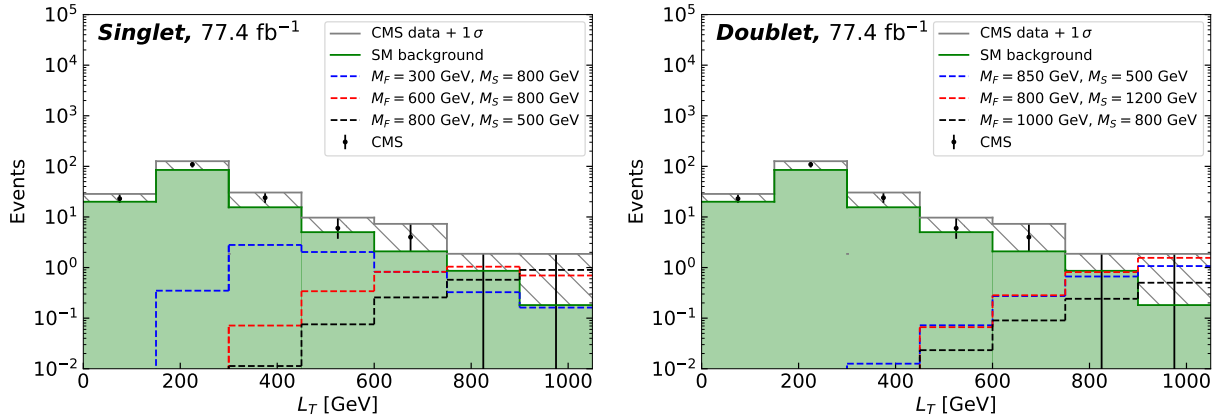 Singlet, 77.4 fb⁻¹
CMS data + 1 σ
SM background
M_F = 300 GeV, M_S = 800 GeV
M_F = 600 GeV, M_S = 800 GeV
M_F = 800 GeV, M_S = 500 GeV
CMS
Events
10⁵
10⁴
10³
10²
10¹
10⁰
10⁻¹
10⁻²
0 200 400 600 800 1000
L_T [GeV]
Doublet, 77.4 fb⁻¹
CMS data + 1 σ
SM background
M_F = 850 GeV, M_S = 500 GeV
M_F = 800 GeV, M_S = 1200 GeV
M_F = 1000 GeV, M_S = 800 GeV
CMS
Events
10⁵
10⁴
10³
10²
10¹
10⁰
10⁻¹
10⁻²
0 200 400 600 800 1000
L_T [GeV]